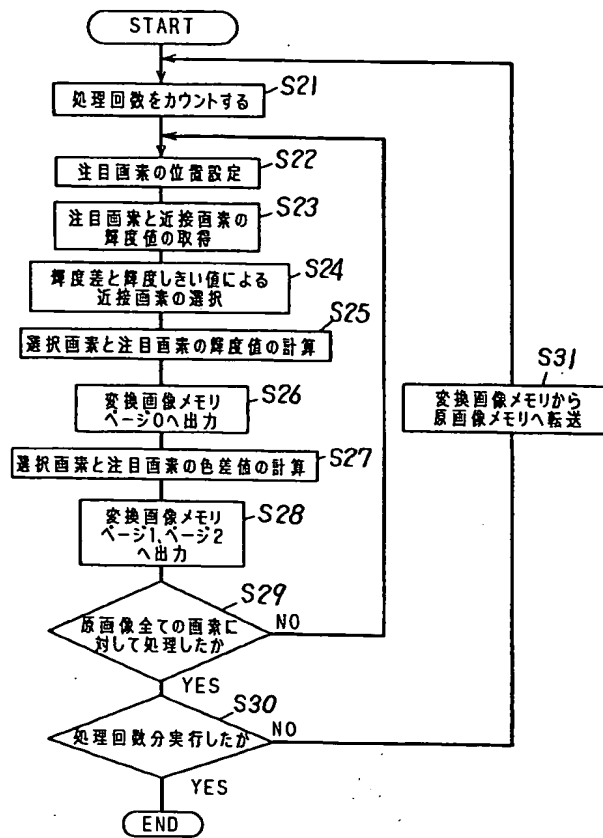 START
処理回数をカウントする
S21
注目画素の位置設定
S22
注目画素と近接画素の
輝度値の取得
S23
輝度差と輝度しきい値による
近接画素の選択
S24
選択画素と注目画素の輝度値の計算
S25
変換画像メモリ
ページ0へ出力
S26
選択画素と注目画素の色差値の計算
S27
変換画像メモリ
ページ1、ページ2
へ出力
S28
原画像全ての画素に
対して処理したか
S29
NO
YES
処理回数分実行したか
S30
NO
YES
変換画像メモリから
原画像メモリへ転送
S31
END